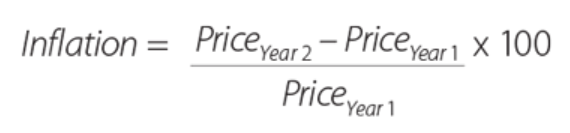 Inflation = Price Year 2 – Price Year 1 x 100
Price Year 1